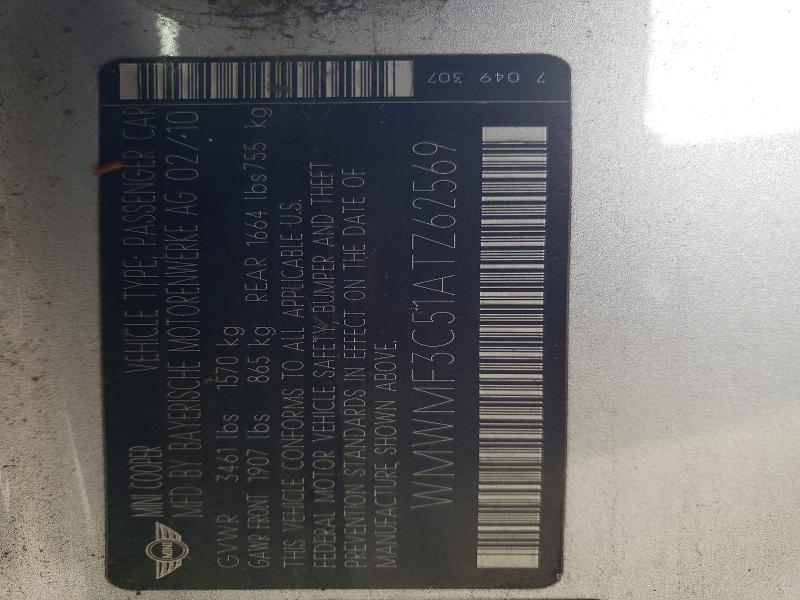 7 049 307
MINI COOPER VEHICLE TYPE: PASSENGER CAR
MFD BY BAYERISCHE MOTORENWERKE AG 02/10
GVWR 3461 lbs 1570 kg
GAWR FRONT 1907 lbs 865 kg REAR 1664 lbs 755 kg
THIS VEHICLE CONFORMS TO ALL APPLICABLE U.S.
FEDERAL MOTOR VEHICLE SAFETY, BUMPER AND THEFT
PREVENTION STANDARDS IN EFFECT ON THE DATE OF
MANUFACTURE SHOWN ABOVE.
WMWMF3C51ATZ62569
MINI